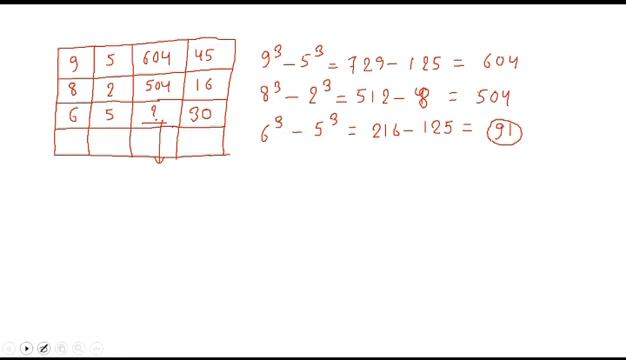 9 5 604 45
8 2 504 16
6 5 ? 30
9³ - 5³ = 729 - 125 = 604
8³ - 2³ = 512 - 8 = 504
6³ - 5³ = 216 - 125 = 91